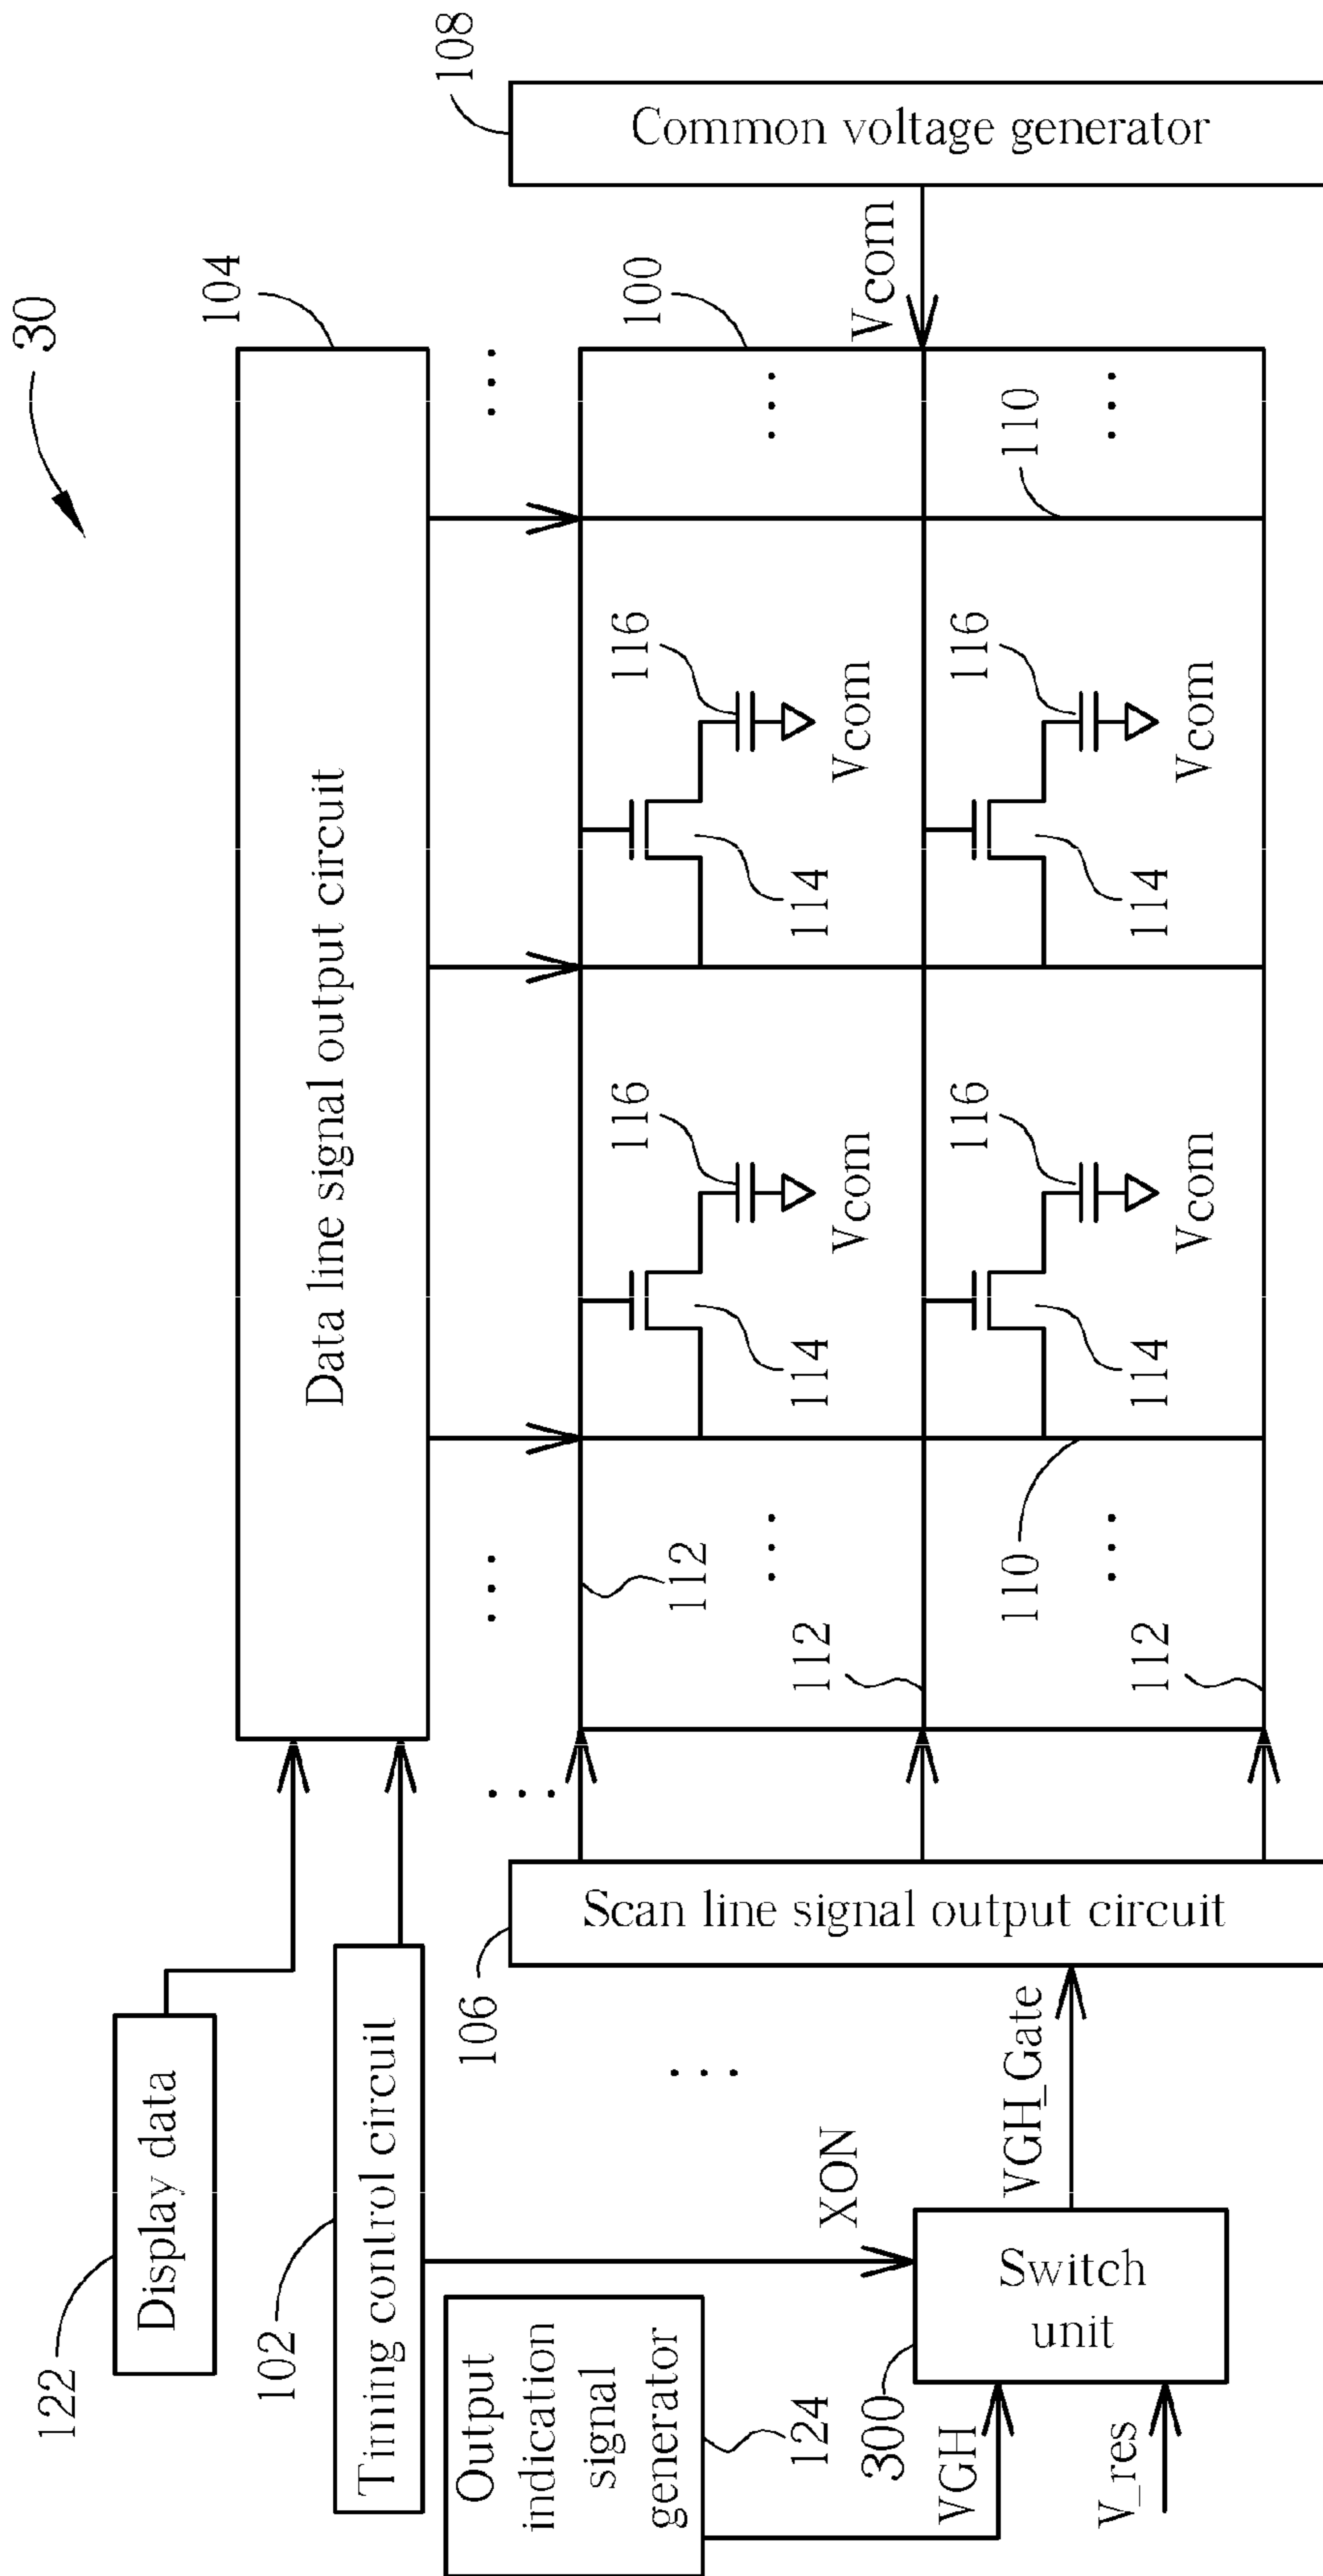 30
122
Display data
104
Data line signal output circuit
102
Timing control circuit
Output
indication
signal
generator
124
XON
VGH
V_res
300
Switch
unit
VGH_Gate
106
Scan line signal output circuit
108
Common voltage generator
Vcom
100
112
112
112
110
110
114
116
Vcom
114
116
Vcom
114
116
Vcom
114
116
Vcom